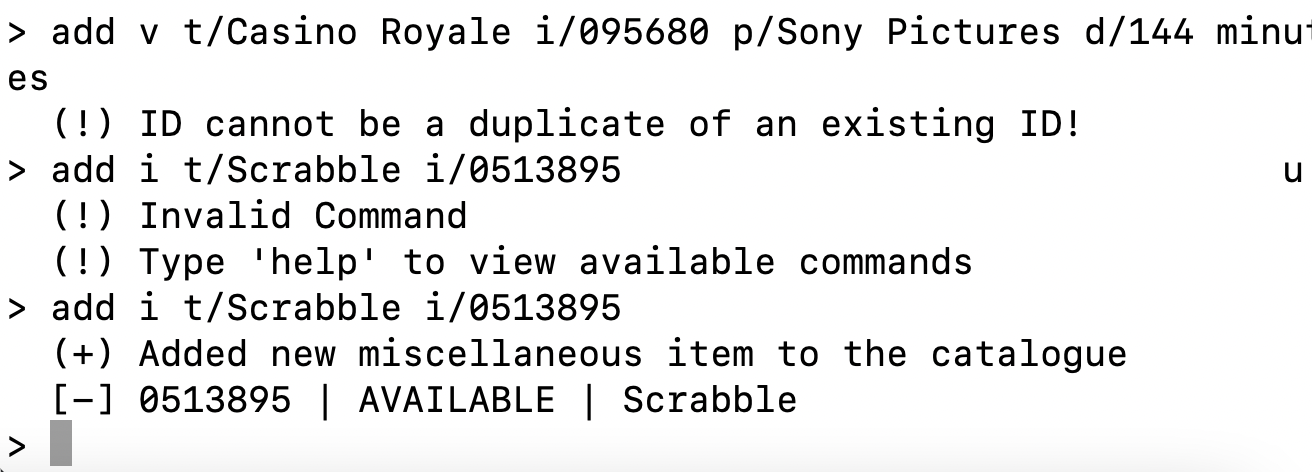 > add v t/Casino Royale i/095680 p/Sony Pictures d/144 minut
es
(!) ID cannot be a duplicate of an existing ID!
> add i t/Scrabble i/0513895 u
(!) Invalid Command
(!) Type 'help' to view available commands
> add i t/Scrabble i/0513895
(+) Added new miscellaneous item to the catalogue
[-] 0513895 | AVAILABLE | Scrabble
>